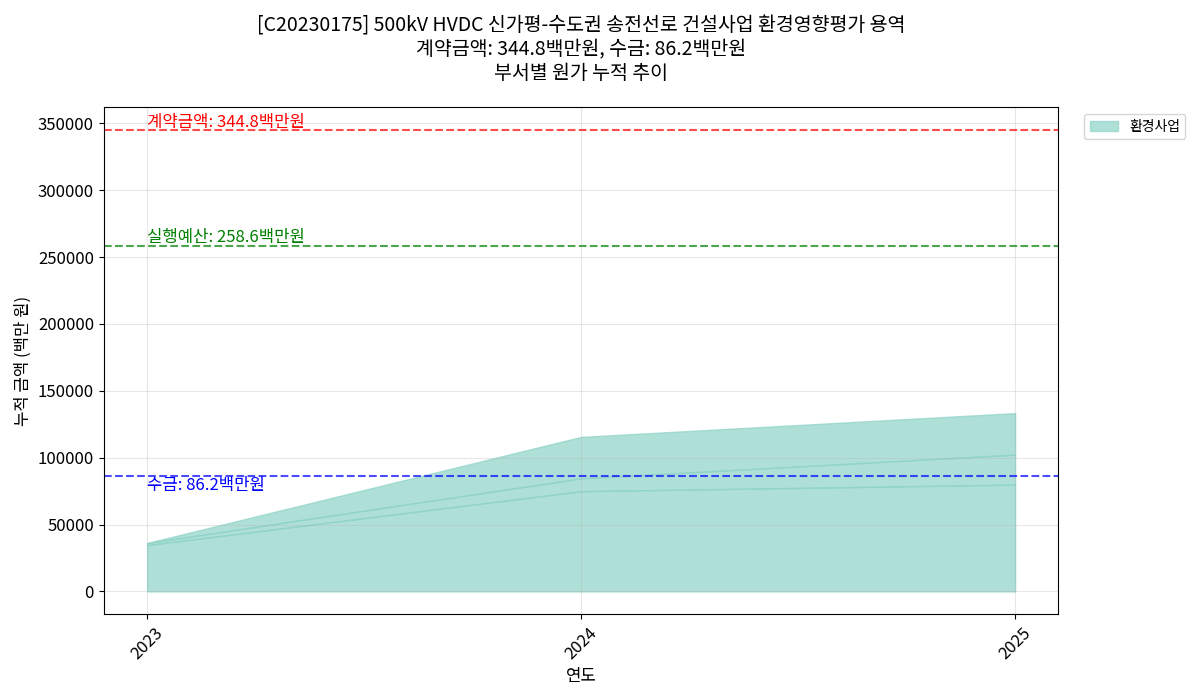 [C20230175] 500kV HVDC 신가평-수도권 송전선로 건설사업 환경영향평가 용역
계약금액: 344.8백만원, 수금: 86.2백만원
부서별 원가 누적 추이
계약금액: 344.8백만원
실행예산: 258.6백만원
수금: 86.2백만원
환경사업
누적 금액 (백만 원)
350000
300000
250000
200000
150000
100000
50000
0
2023
2024
2025
연도